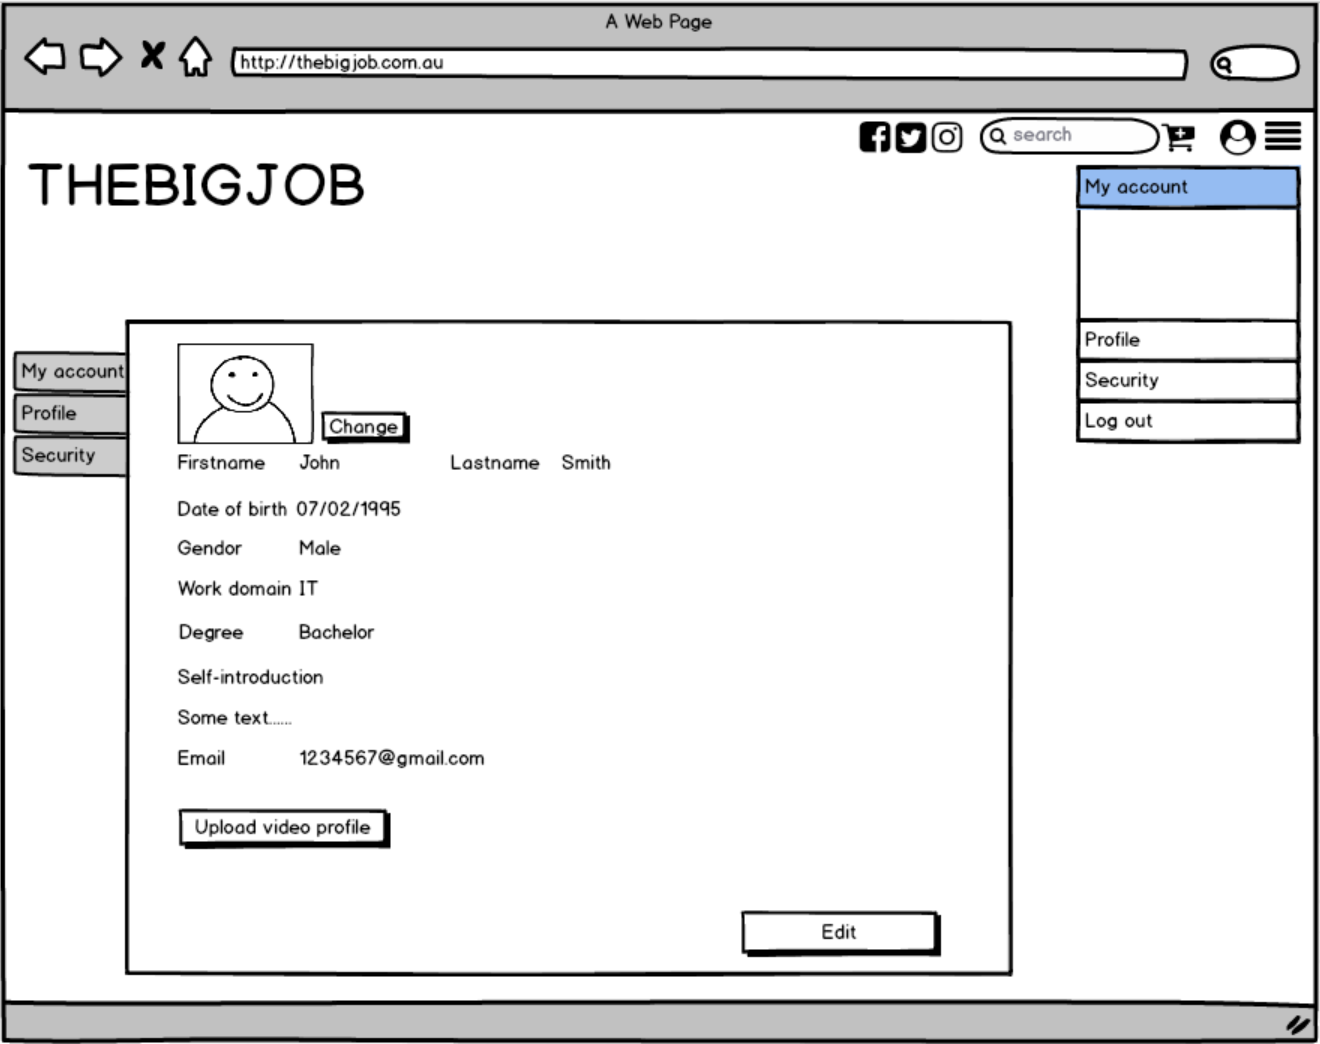 A Web Page
http://thebigjob.com.au
search
THEBIGJOB
My account
Profile
Security
Log out
My account
Profile
Security
Change
Firstname John Lastname Smith
Date of birth 07/02/1995
Gendor Male
Work domain IT
Degree Bachelor
Self-introduction
Some text......
Email 1234567@gmail.com
Upload video profile
Edit